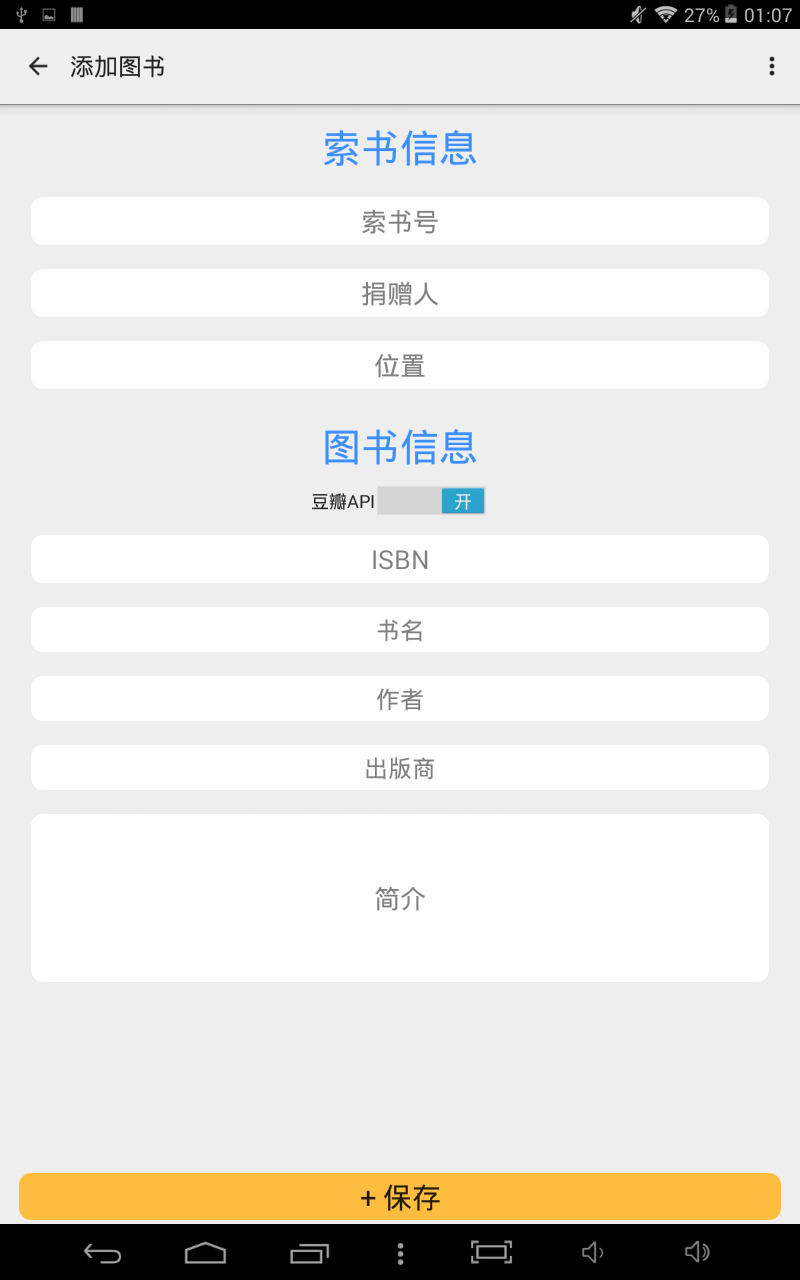 27% 01:07
添加图书
索书信息
索书号
捐赠人
位置
图书信息
豆瓣API 开
ISBN
书名
作者
出版商
简介
+ 保存